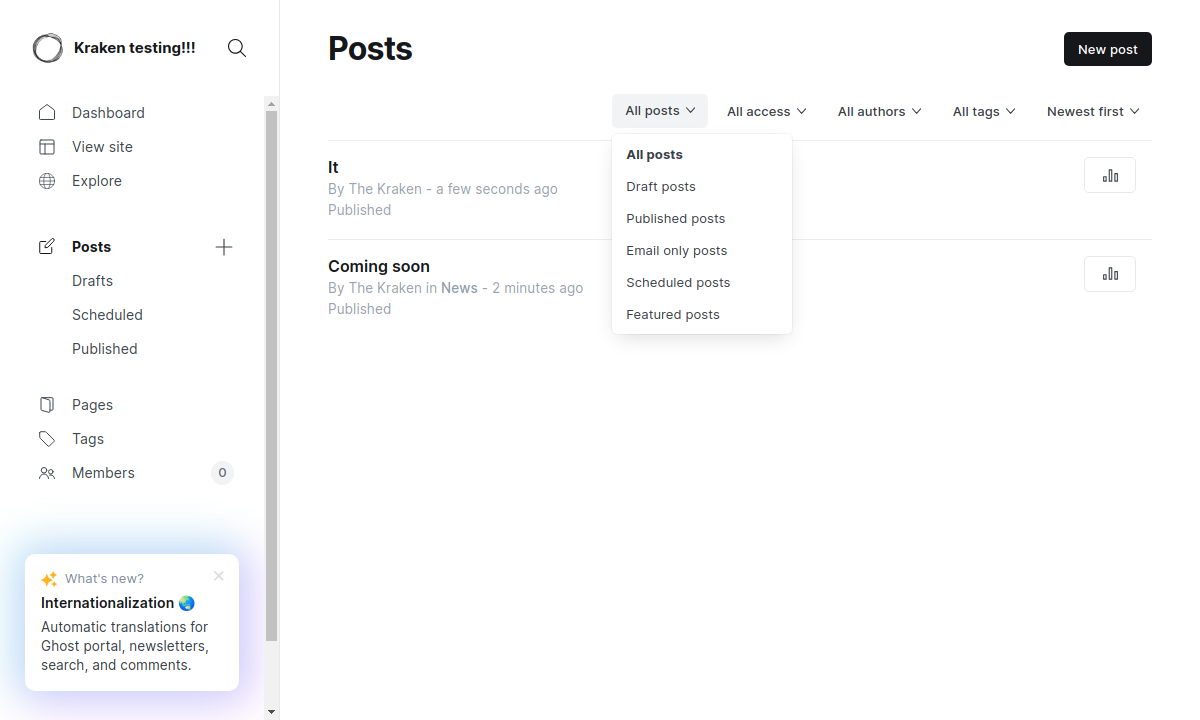 Kraken testing!!!
Dashboard
View site
Explore
Posts
Drafts
Scheduled
Published
Pages
Tags
Members 0
What's new?
Internationalization 🌏
Automatic translations for
Ghost portal, newsletters,
search, and comments.
Posts
New post
All posts All access All authors All tags Newest first
All posts
Draft posts
Published posts
Email only posts
Scheduled posts
Featured posts
It
By The Kraken - a few seconds ago
Published
Coming soon
By The Kraken in News - 2 minutes ago
Published